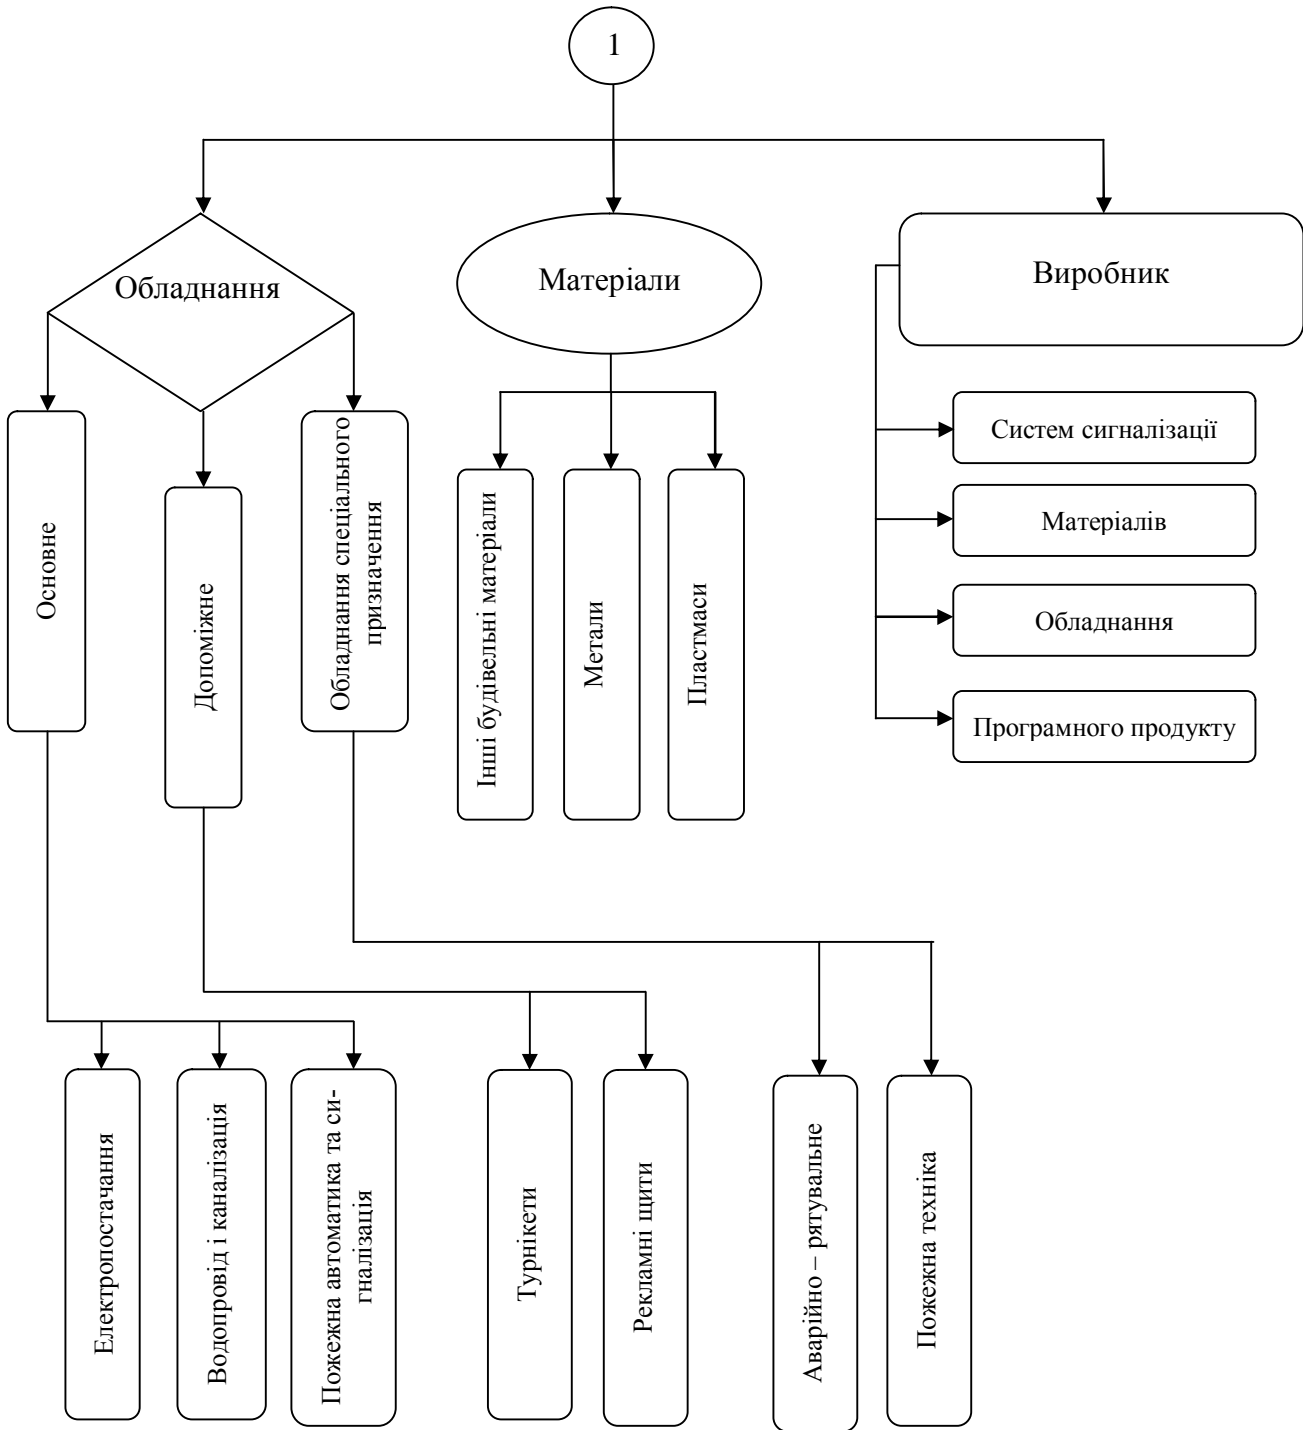 1
Обладнання
Матеріали
Виробник
Систем сигналізації
Матеріалів
Обладнання
Програмного продукту
Основне
Допоміжне
Обладнання спеціального
призначення
Інші будівельні матеріали
Метали
Пластмаси
Електропостачання
Водопровід і каналізація
Пожежна автоматика та си-
гналізація
Турнікети
Рекламні щити
Аварійно – рятувальне
Пожежна техніка